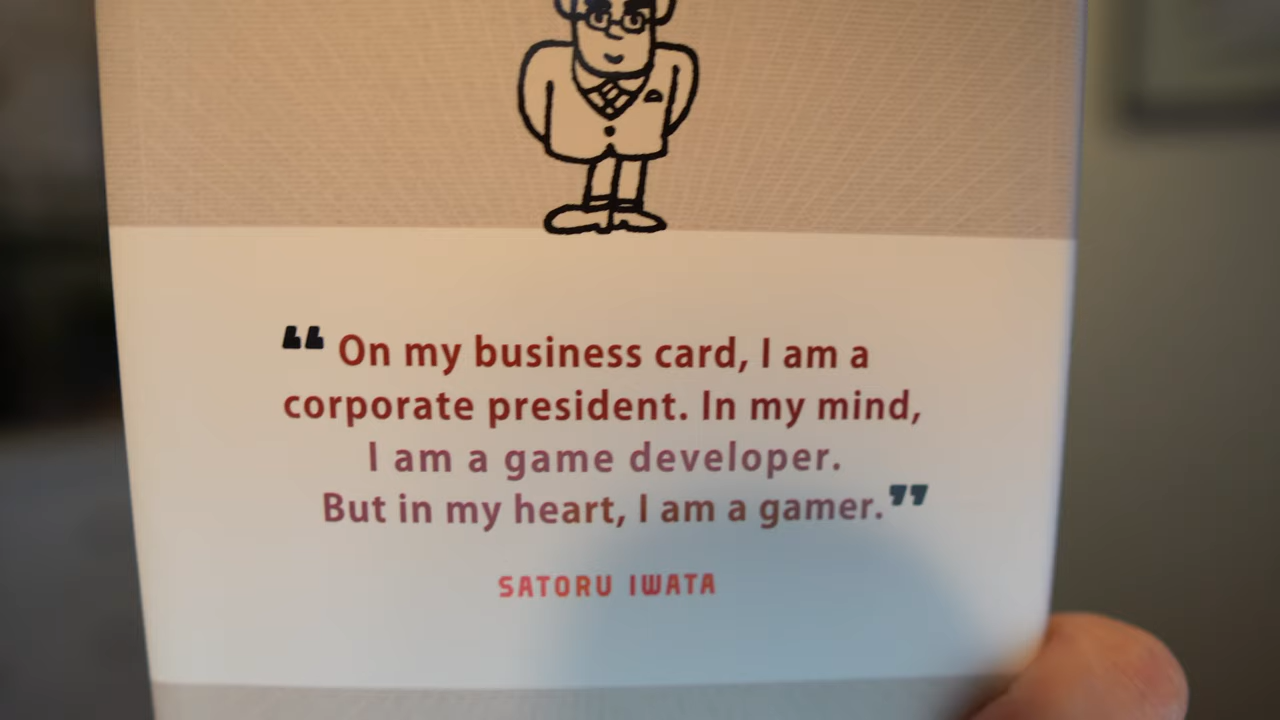 “ On my business card, I am a
corporate president. In my mind,
I am a game developer.
But in my heart, I am a gamer.”
SATORU IWATA